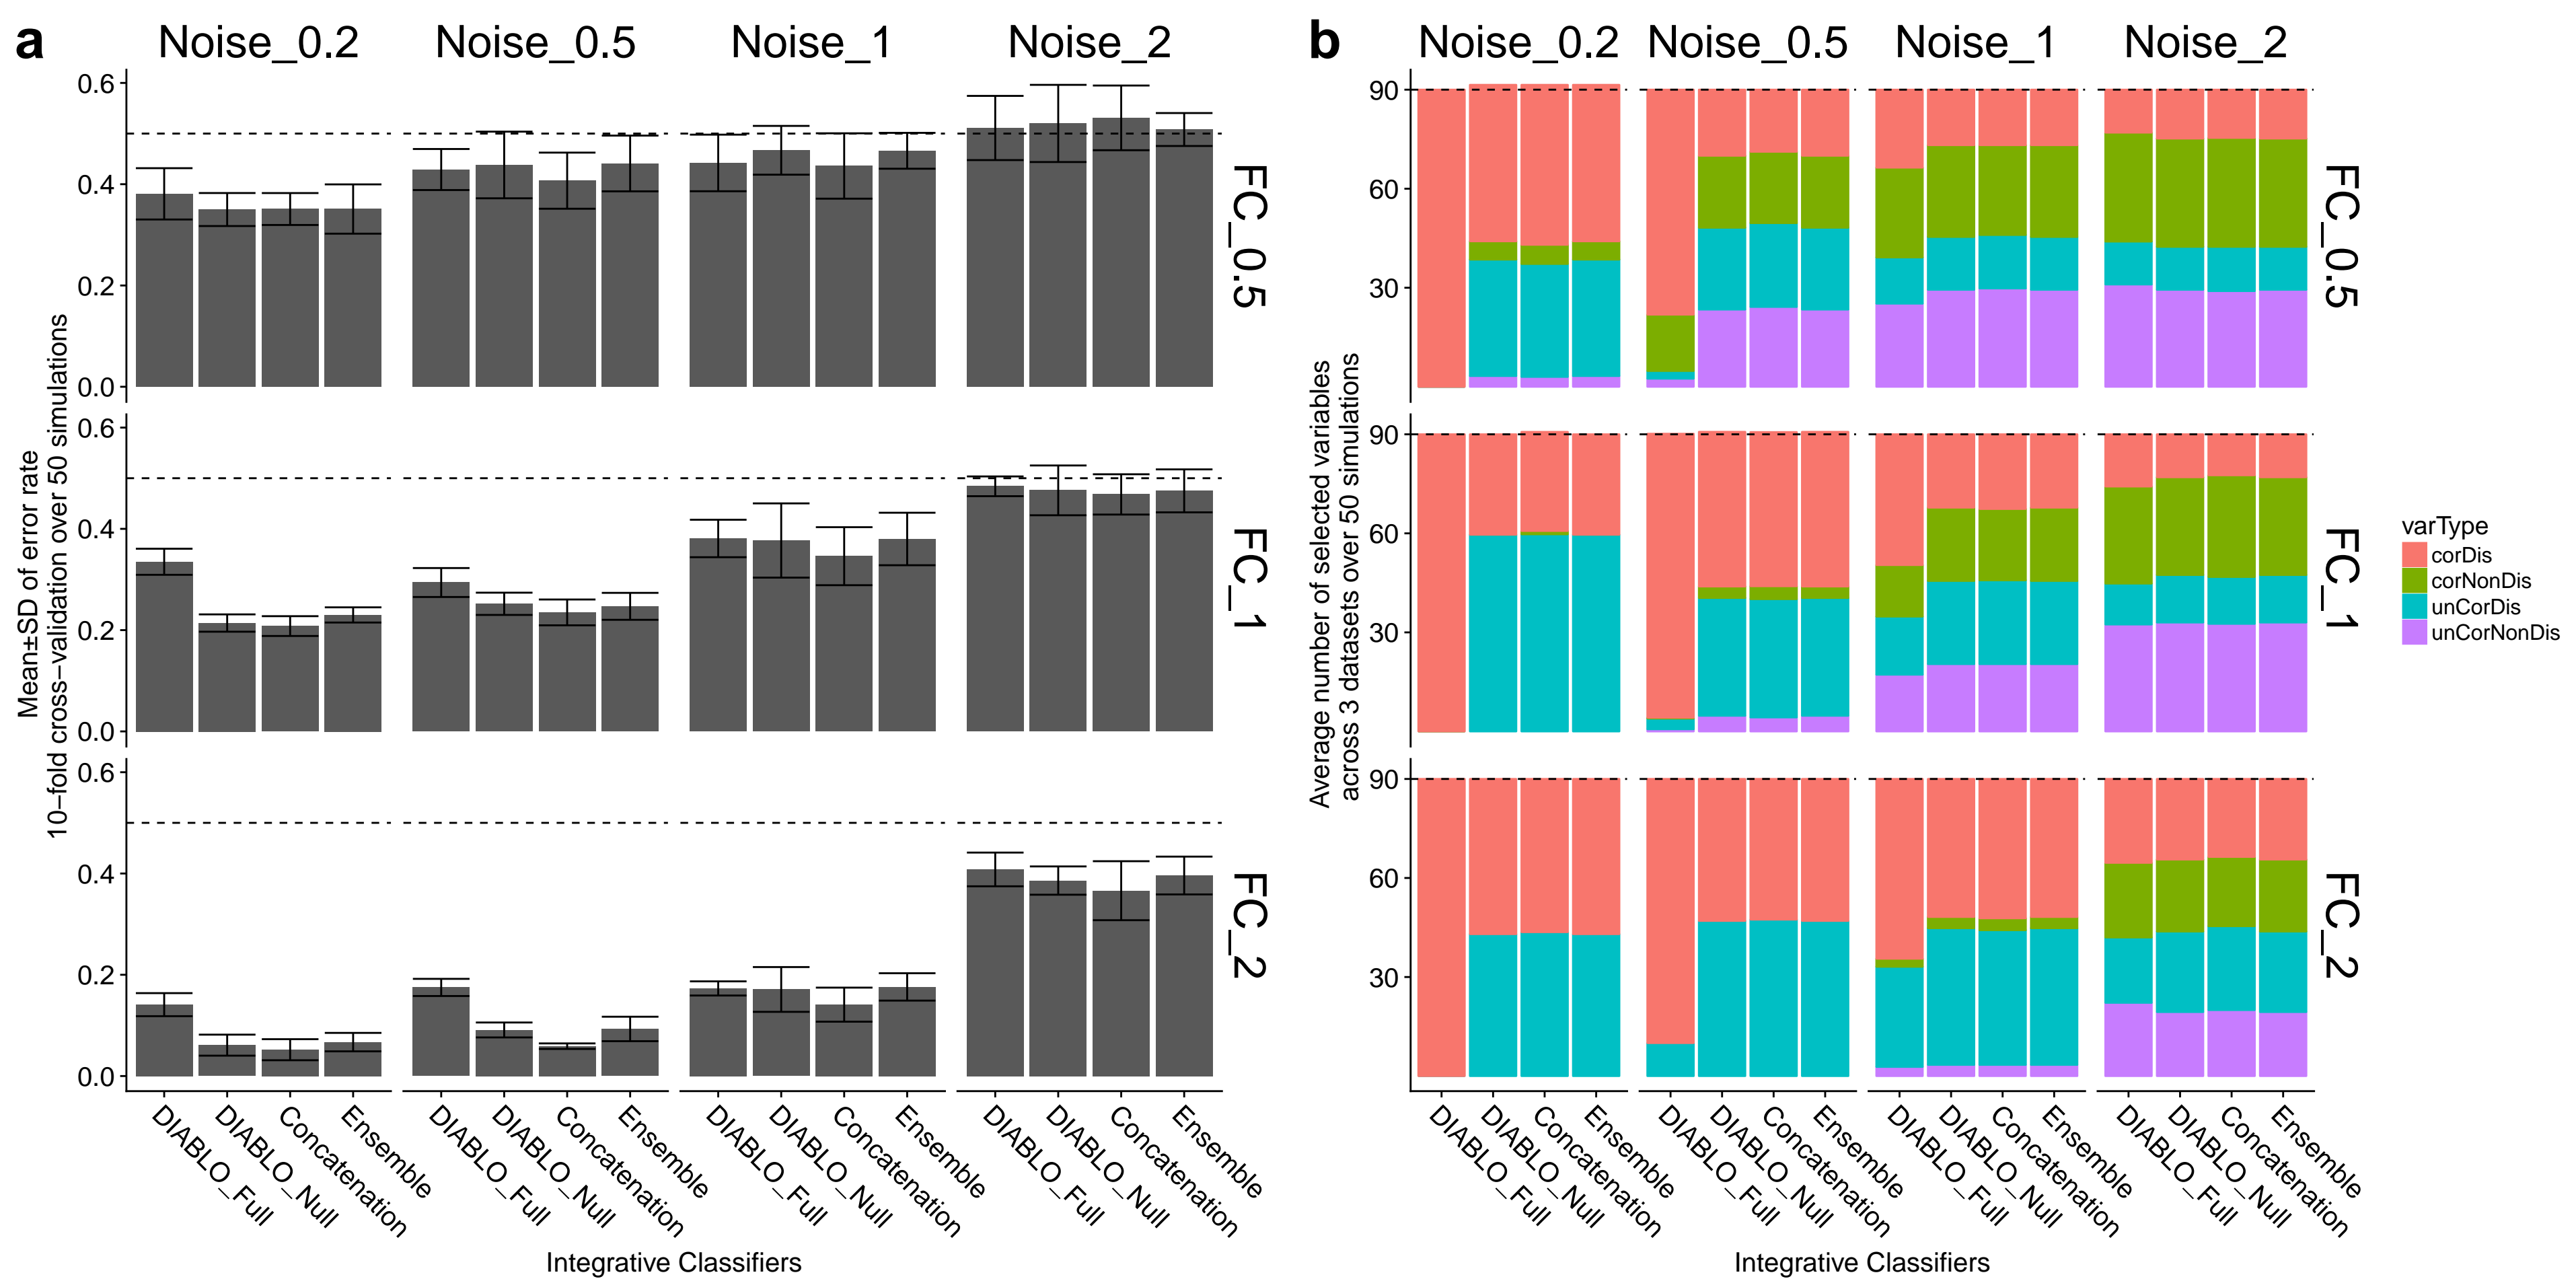 a
Noise_0.2 Noise_0.5 Noise_1 Noise_2
Mean±SD of error rate
10−fold cross−validation over 50 simulations
0.6
0.4
0.2
0.0
FC_0.5
0.6
0.4
0.2
0.0
FC_1
0.6
0.4
0.2
0.0
FC_2
DIABLO_Full DIABLO_Null Concatenation Ensemble DIABLO_Full DIABLO_Null Concatenation Ensemble DIABLO_Full DIABLO_Null Concatenation Ensemble DIABLO_Full DIABLO_Null Concatenation Ensemble
Integrative Classifiers
b
Noise_0.2 Noise_0.5 Noise_1 Noise_2
Average number of selected variables
across 3 datasets over 50 simulations
90
60
30
FC_0.5
90
60
30
FC_1
90
60
30
FC_2
DIABLO_Full DIABLO_Null Concatenation Ensemble DIABLO_Full DIABLO_Null Concatenation Ensemble DIABLO_Full DIABLO_Null Concatenation Ensemble DIABLO_Full DIABLO_Null Concatenation Ensemble
Integrative Classifiers
varType
corDis
corNonDis
unCorDis
unCorNonDis